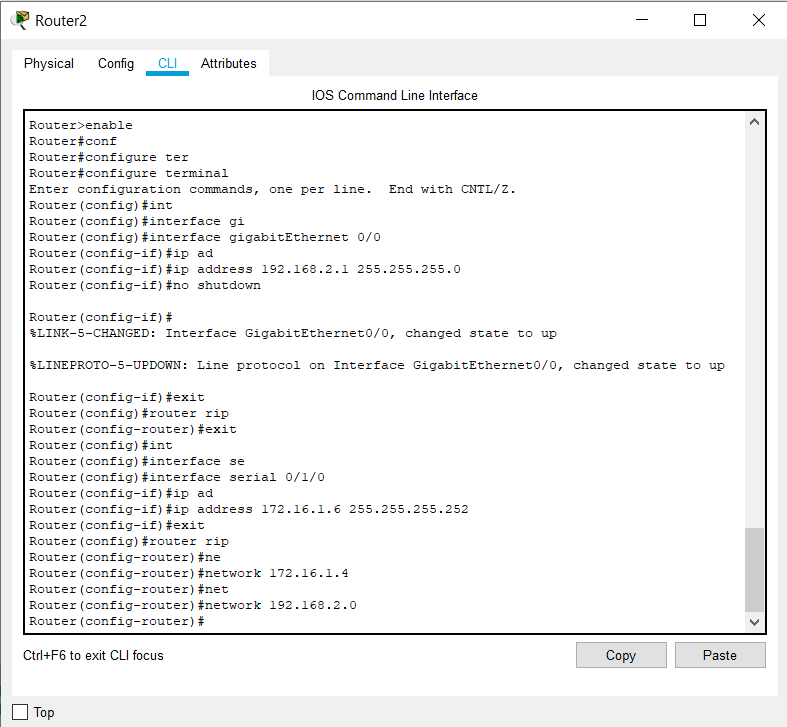 Router2
Physical Config CLI Attributes
IOS Command Line Interface
Router>enable
Router#conf
Router#configure ter
Router#configure terminal
Enter configuration commands, one per line.  End with CNTL/Z.
Router(config)#int
Router(config)#interface gi
Router(config)#interface gigabitEthernet 0/0
Router(config-if)#ip ad
Router(config-if)#ip address 192.168.2.1 255.255.255.0
Router(config-if)#no shutdown
Router(config-if)#
%LINK-5-CHANGED: Interface GigabitEthernet0/0, changed state to up
%LINEPROTO-5-UPDOWN: Line protocol on Interface GigabitEthernet0/0, changed state to up
Router(config-if)#exit
Router(config)#router rip
Router(config-router)#exit
Router(config)#int
Router(config)#interface se
Router(config)#interface serial 0/1/0
Router(config-if)#ip ad
Router(config-if)#ip address 172.16.1.6 255.255.255.252
Router(config-if)#exit
Router(config)#router rip
Router(config-router)#ne
Router(config-router)#network 172.16.1.4
Router(config-router)#net
Router(config-router)#network 192.168.2.0
Router(config-router)#
Ctrl+F6 to exit CLI focus
Copy Paste
Top